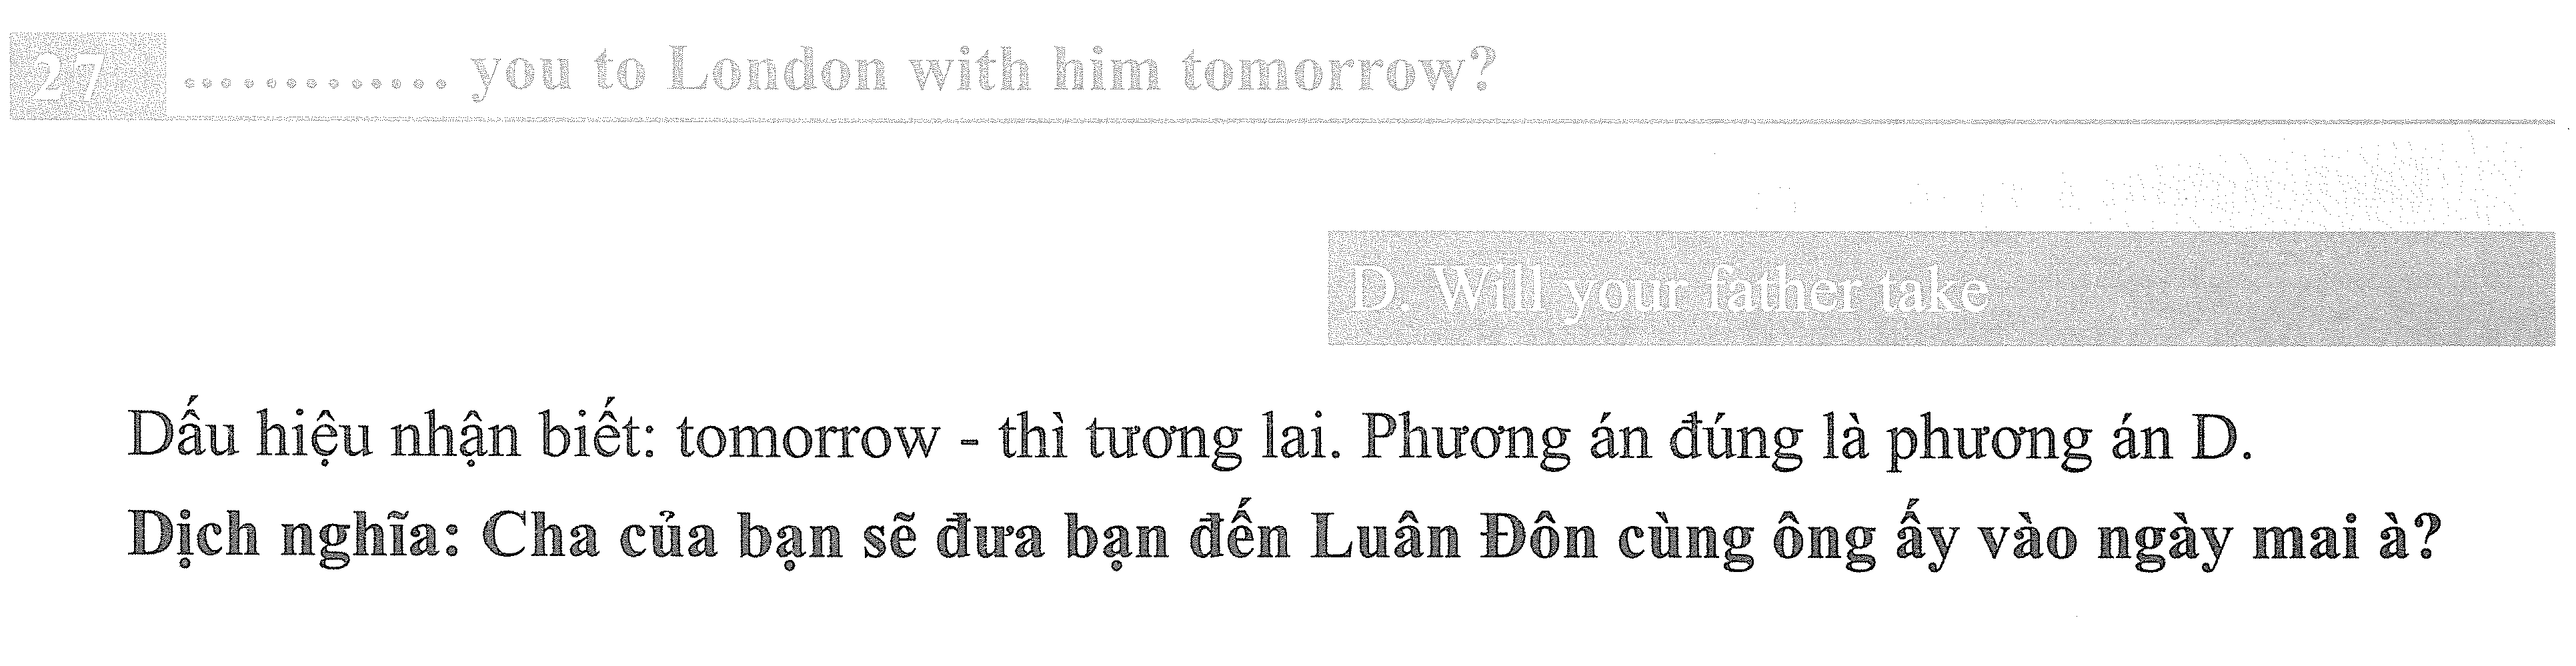 27 ............. you to London with him tomorrow?
D. Will your father take
Dấu hiệu nhận biết: tomorrow - thì tương lai. Phương án đúng là phương án D.
Dịch nghĩa: Cha của bạn sẽ đưa bạn đến Luân Đôn cùng ông ấy vào ngày mai à?